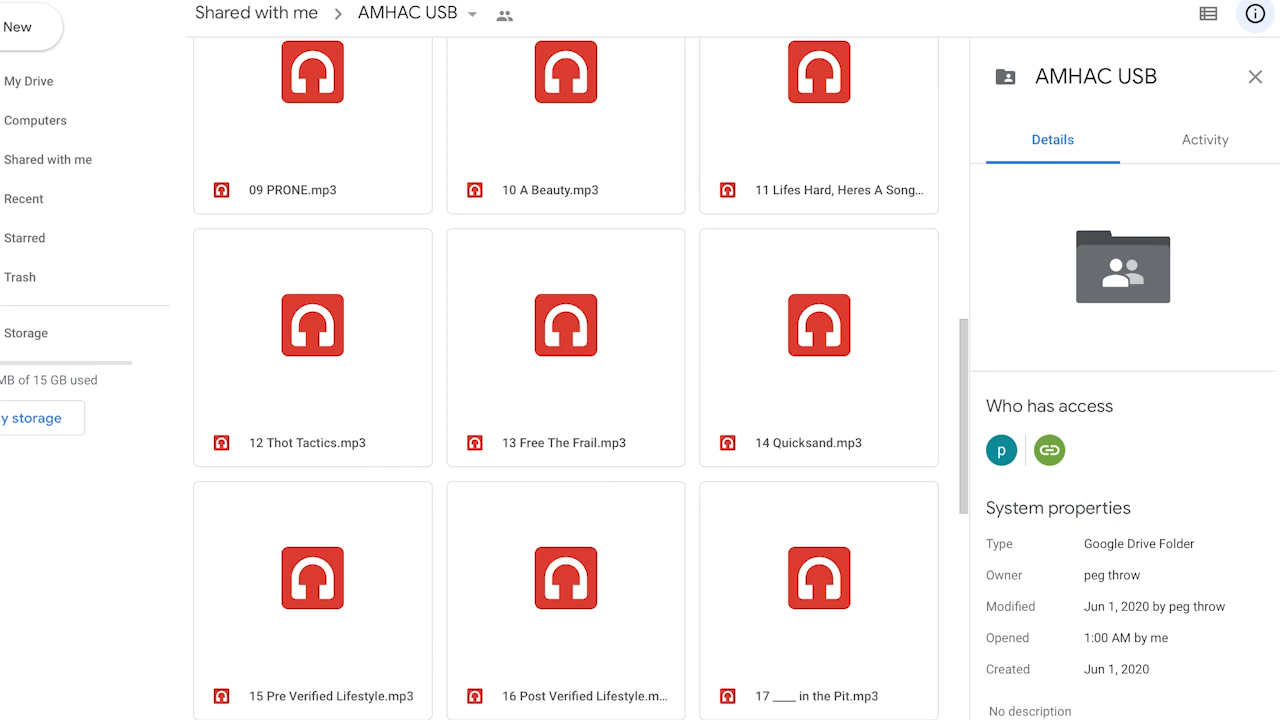 New
Shared with me > AMHAC USB
My Drive
Computers
Shared with me
Recent
Starred
Trash
Storage
MB of 15 GB used
y storage
09 PRONE.mp3
10 A Beauty.mp3
11 Lifes Hard, Heres A Song...
12 Thot Tactics.mp3
13 Free The Frail.mp3
14 Quicksand.mp3
15 Pre Verified Lifestyle.mp3
16 Post Verified Lifestyle.m...
17 ____ in the Pit.mp3
AMHAC USB
Details
Activity
Who has access
p
System properties
Type Google Drive Folder
Owner peg throw
Modified Jun 1, 2020 by peg throw
Opened 1:00 AM by me
Created Jun 1, 2020
No description